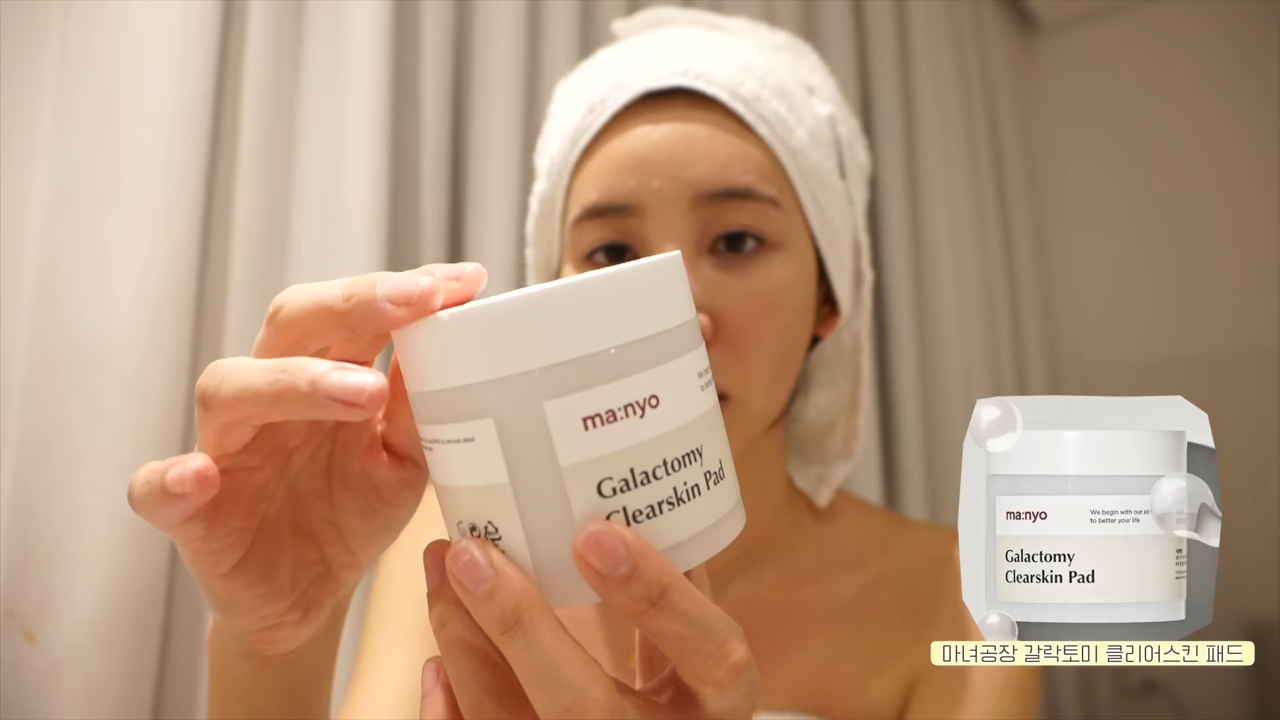 ma:nyo
Galactomy
Clearskin Pad
ma:nyo
We begin with our
to better your life
Galactomy
Clearskin Pad
마녀공장 갈락토미 클리어스킨 패드